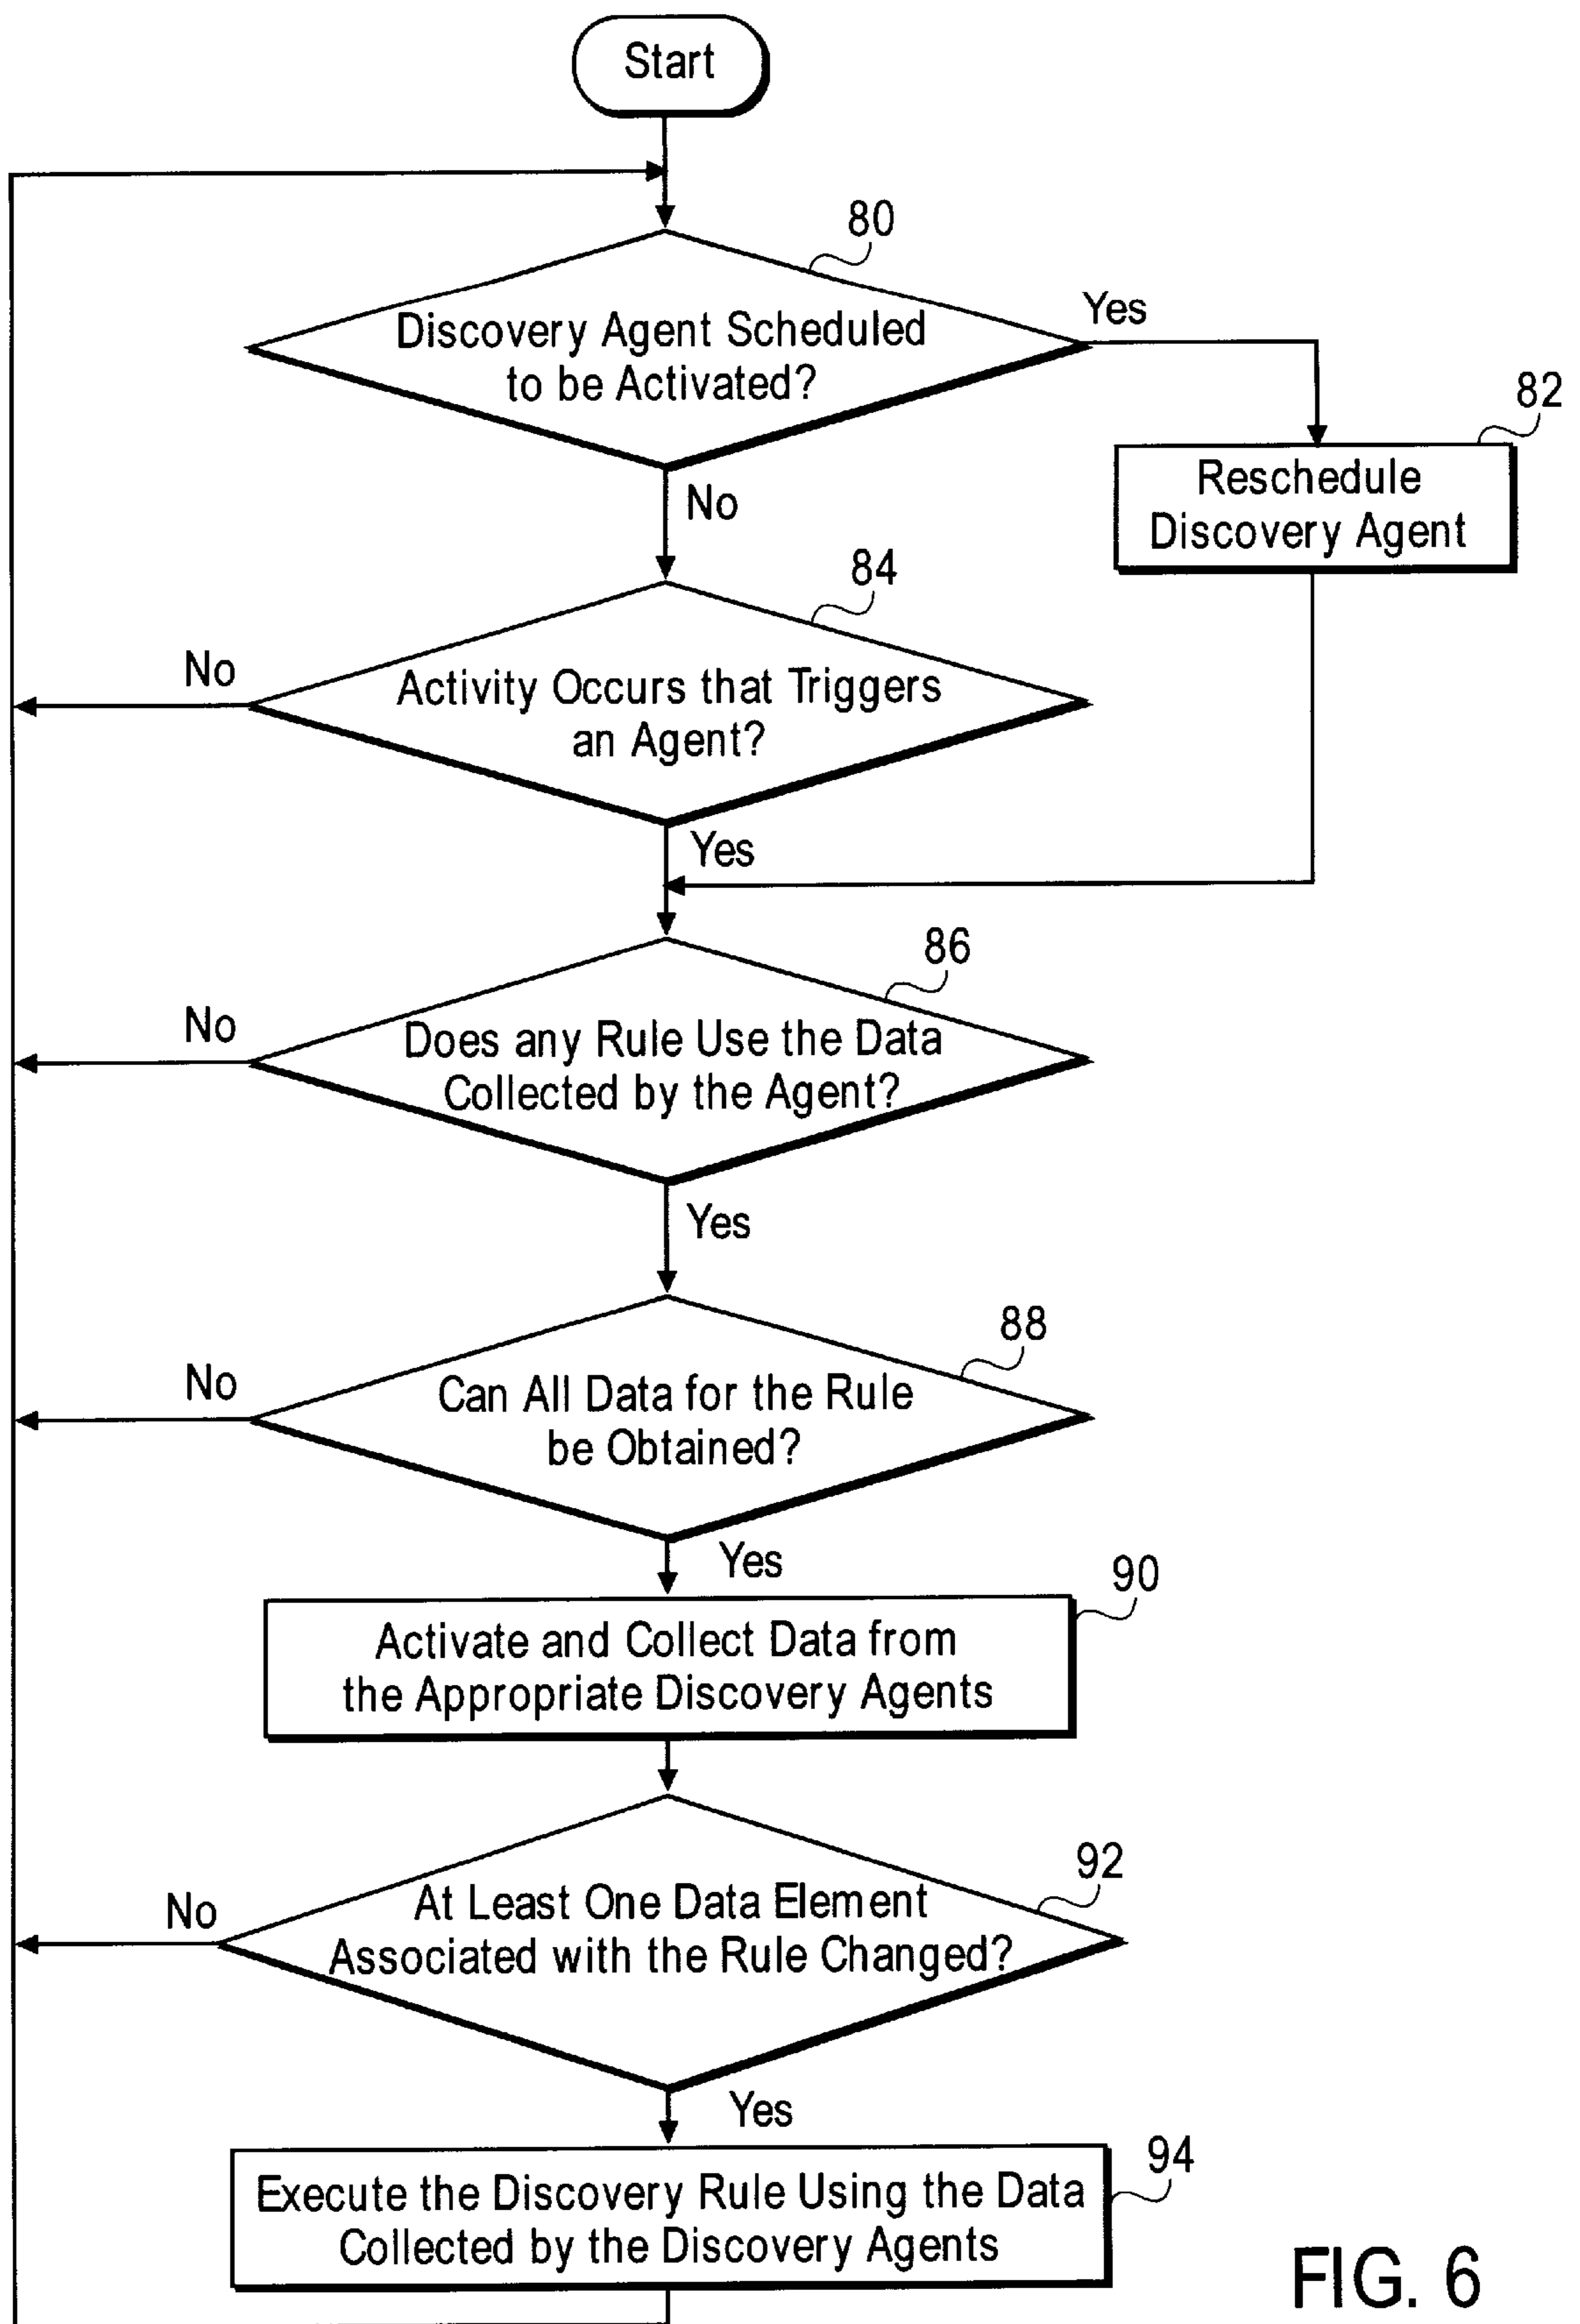 Start
80
Discovery Agent Scheduled
to be Activated?
Yes
82
Reschedule
Discovery Agent
No
84
Activity Occurs that Triggers
an Agent?
No
Yes
86
Does any Rule Use the Data
Collected by the Agent?
No
Yes
88
Can All Data for the Rule
be Obtained?
No
Yes
90
Activate and Collect Data from
the Appropriate Discovery Agents
92
At Least One Data Element
Associated with the Rule Changed?
No
Yes
94
Execute the Discovery Rule Using the Data
Collected by the Discovery Agents
FIG. 6